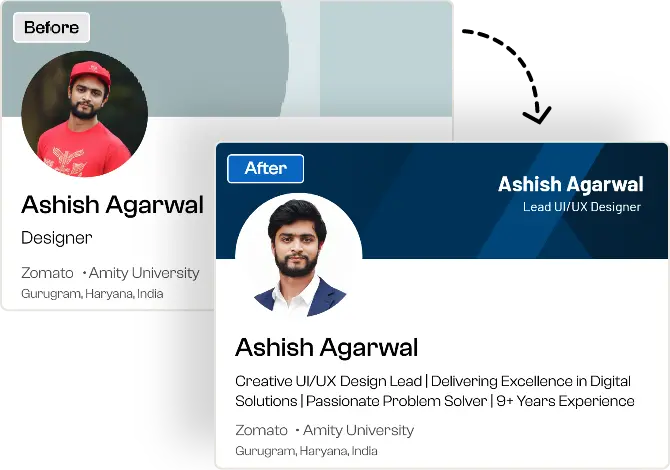 Before
Ashish Agarwal
Designer
Zomato • Amity University
Gurugram, Haryana, India
After
Ashish Agarwal
Lead UI/UX Designer
Ashish Agarwal
Creative UI/UX Design Lead | Delivering Excellence in Digital
Solutions | Passionate Problem Solver | 9+ Years Experience
Zomato • Amity University
Gurugram, Haryana, India